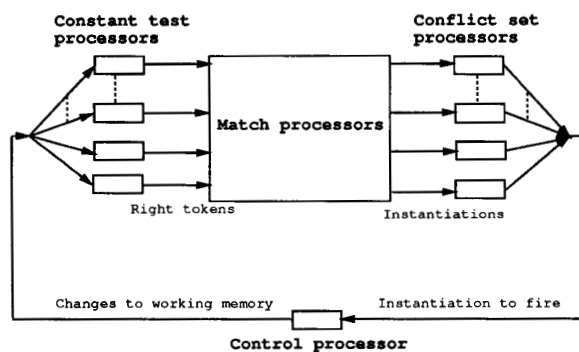 Constant test
processors
Conflict set
processors
Match processors
Right tokens
Instantiations
Changes to working memory
Instantiation to fire
Control processor